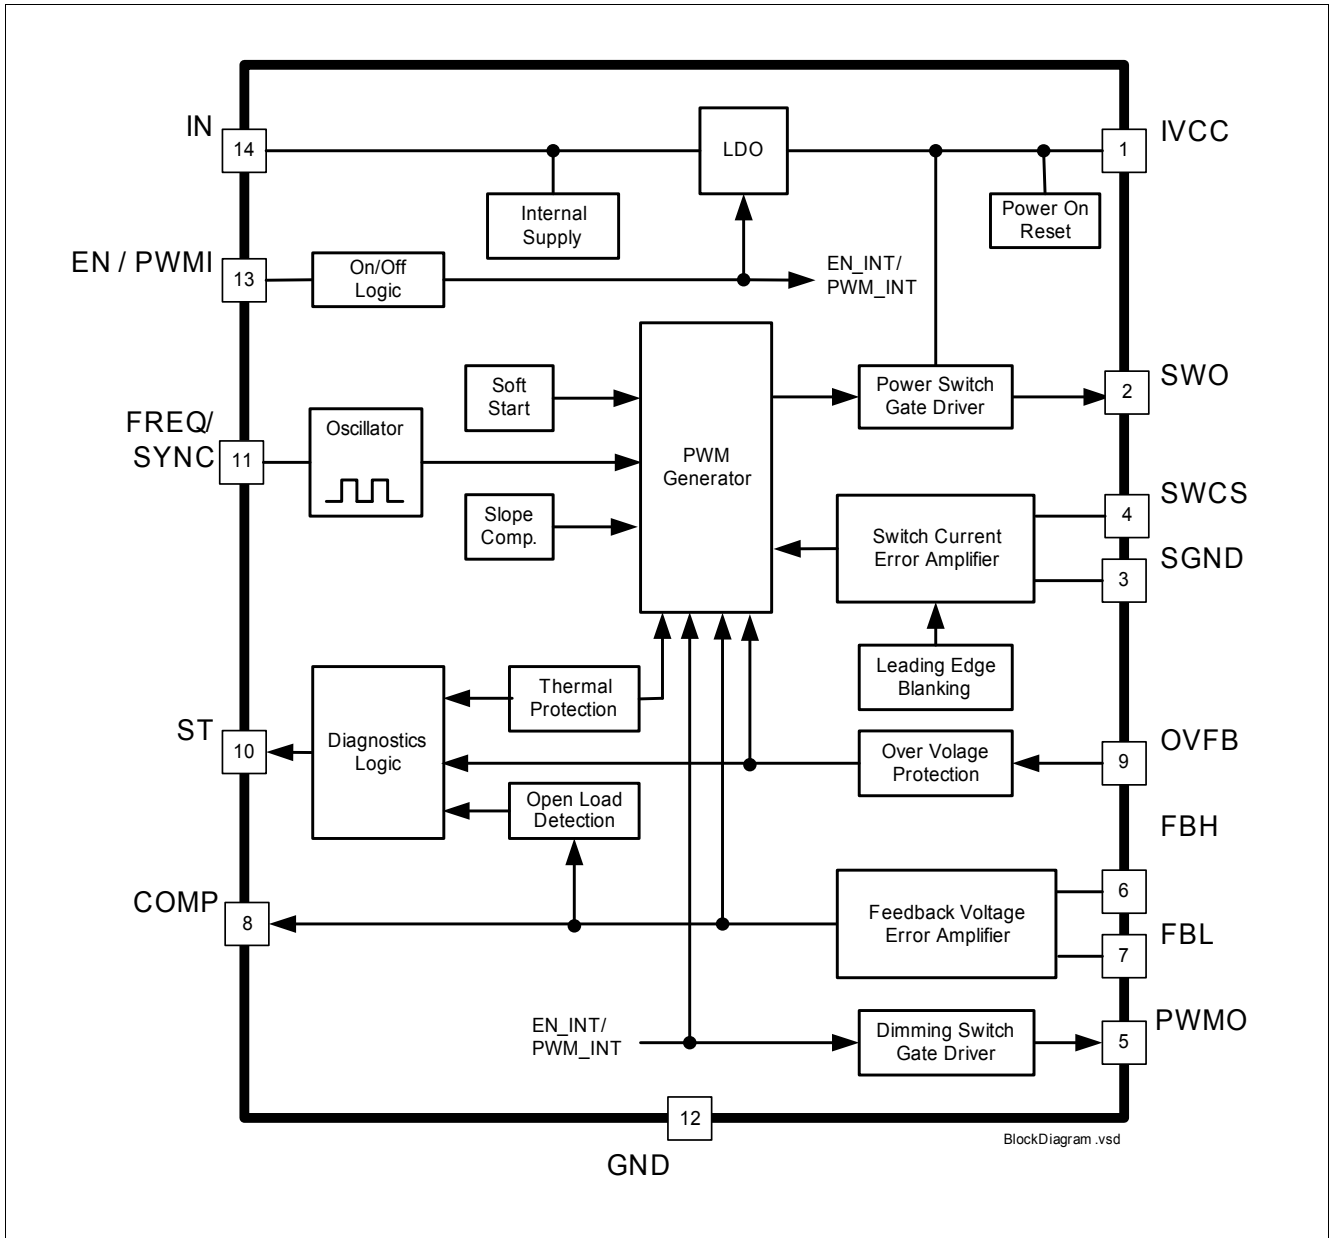 IN
14
LDO
IVCC
1
Internal
Supply
Power On
Reset
EN / PWMI
13
On/Off
Logic
EN_INT/
PWM_INT
Soft
Start
Power Switch
Gate Driver
SWO
2
FREQ/
SYNC
11
Oscillator
PWM
Generator
Slope
Comp.
Switch Current
Error Amplifier
SWCS
4
SGND
3
Leading Edge
Blanking
Thermal
Protection
ST
10
Diagnostics
Logic
Over Volage
Protection
OVFB
9
Open Load
Detection
FBH
6
COMP
8
Feedback Voltage
Error Amplifier
FBL
7
EN_INT/
PWM_INT
Dimming Switch
Gate Driver
PWMO
5
12
GND
BlockDiagram .vsd